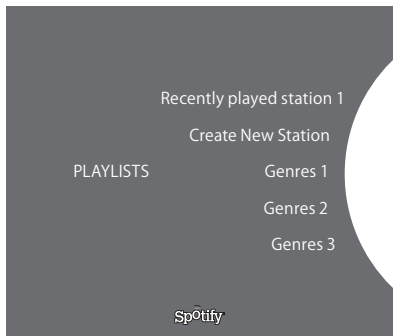 Recently played station 1
Create New Station
PLAYLISTS Genres 1
Genres 2
Genres 3
Spotify